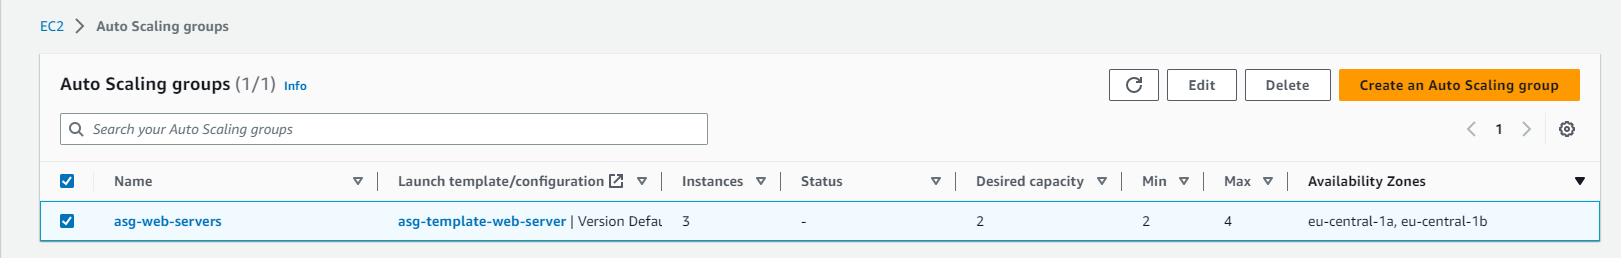 EC2 > Auto Scaling groups
Auto Scaling groups (1/1) Info
Edit Delete Create an Auto Scaling group
Search your Auto Scaling groups
1
Name Launch template/configuration Instances Status Desired capacity Min Max Availability Zones
asg-web-servers asg-template-web-server | Version Defau 3 - 2 2 4 eu-central-1a, eu-central-1b